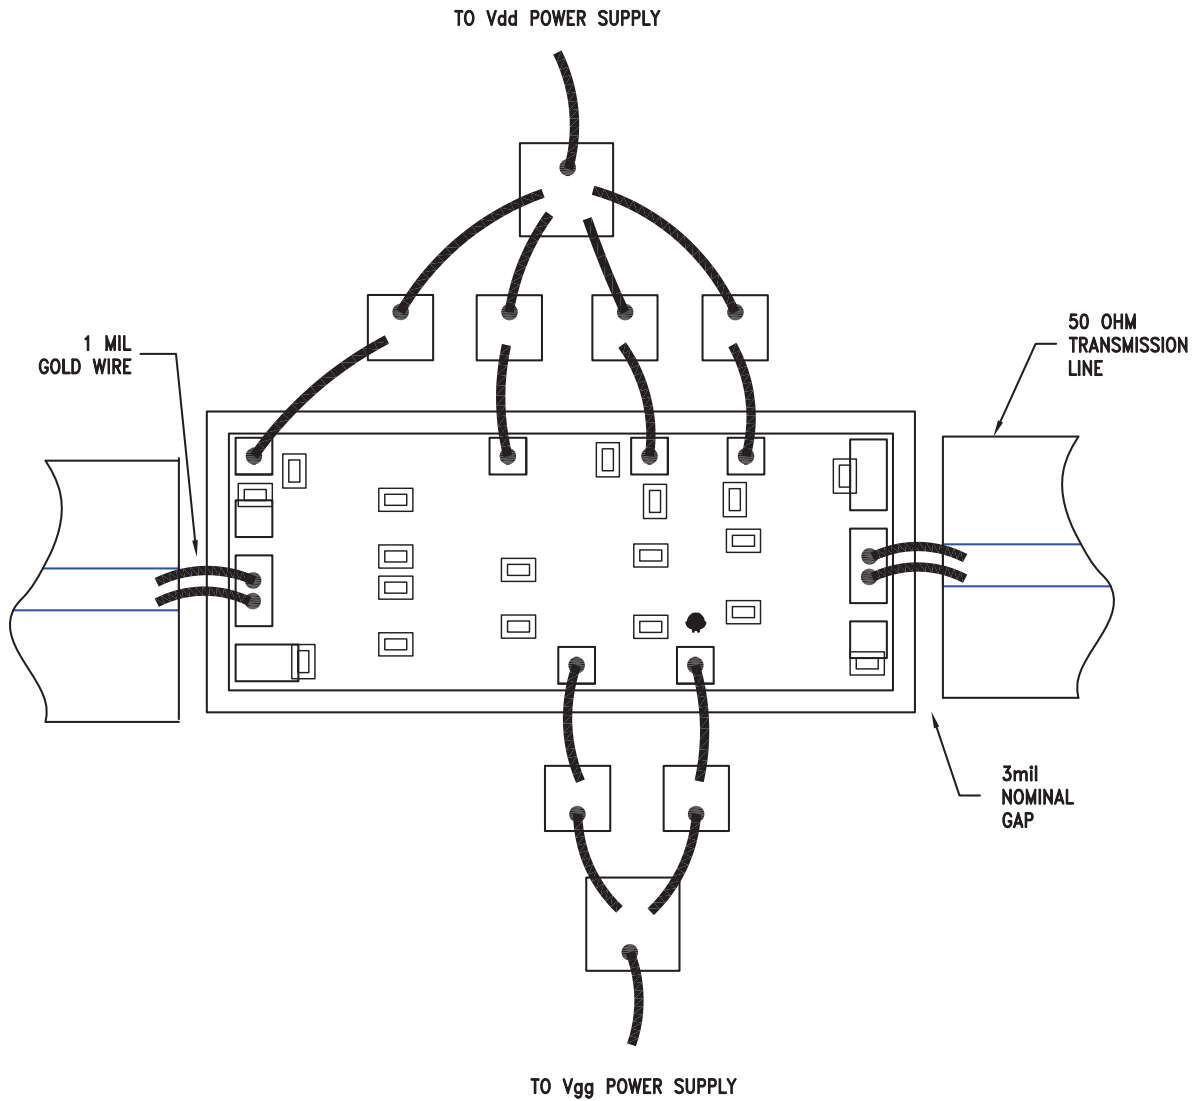 TO Vdd POWER SUPPLY
1 MIL
GOLD WIRE
50 OHM
TRANSMISSION
LINE
3mil
NOMINAL
GAP
TO Vgg POWER SUPPLY